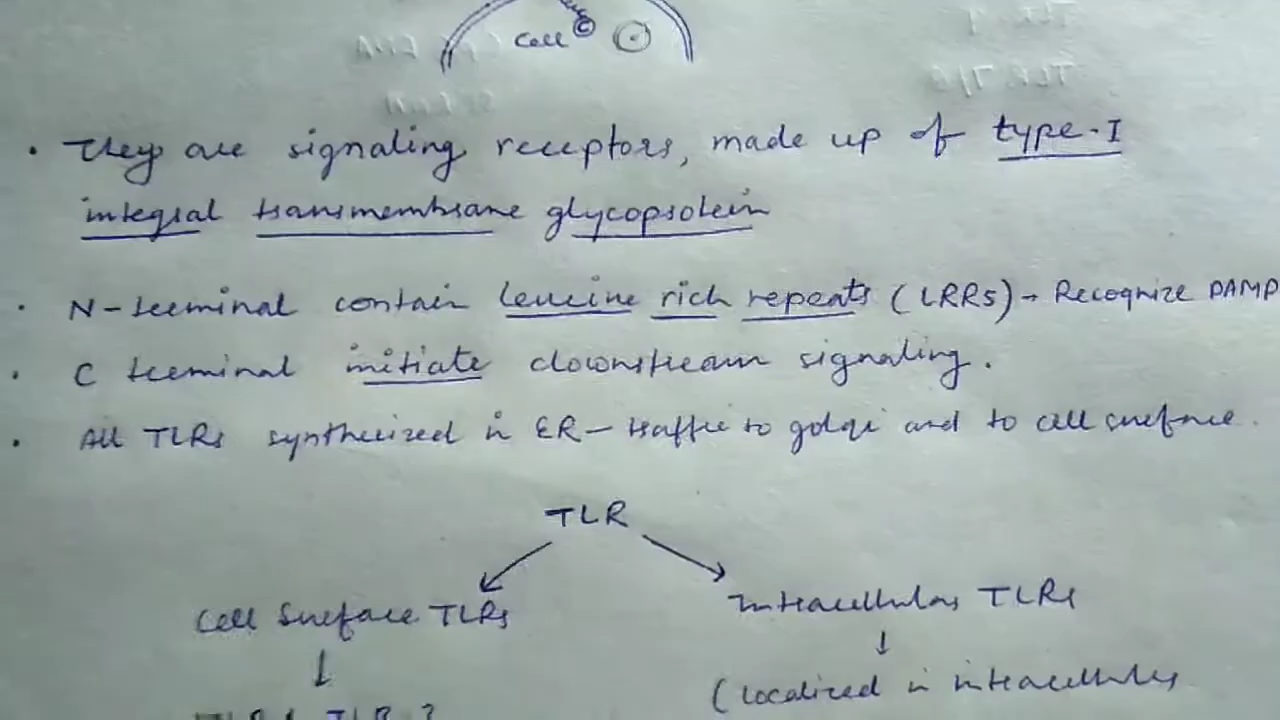 Cell
They are signaling receptors, made up of type-I
integral transmembrane glycoprotein
N-terminal contain leucine rich repeats (LRRs) → Recognize PAMP
C terminal initiate downstream signaling.
All TLRs synthesized in ER – traffic to golgi and to cell surface.
TLR
Cell Surface TLRs
Intracellular TLRs
(localized in intracellular